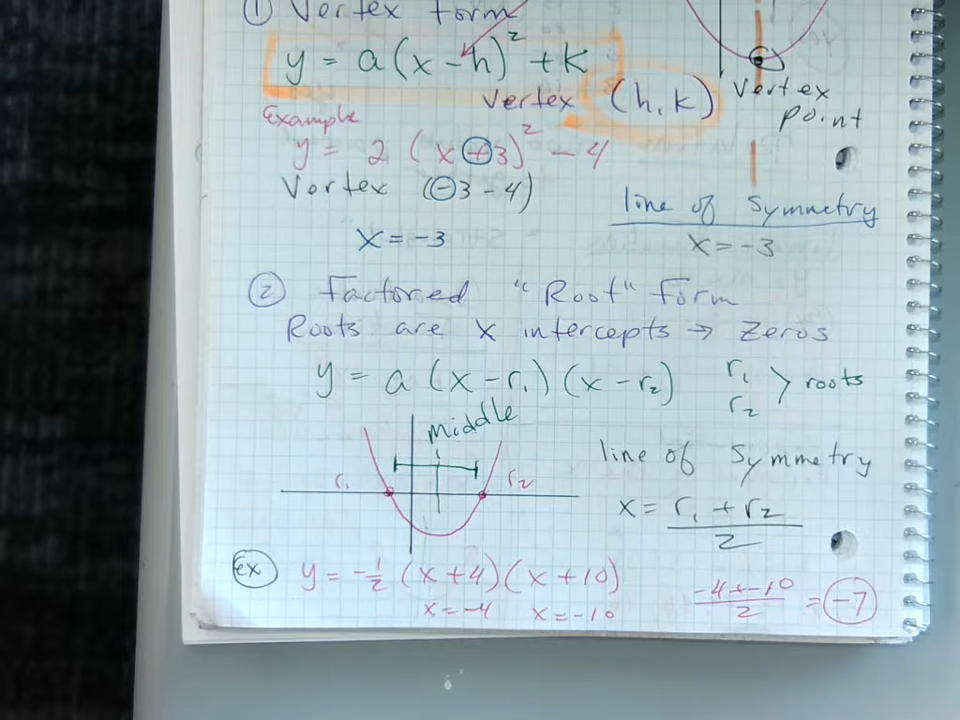 ① Vertex form
y = a(x - h)² + k
Vertex (h, k)
Vertex
point
Example
y = 2 (x + 3)² - 4
Vertex (-3 - 4)
line of symmetry
x = -3
x = -3
② Factored "Root" Form
Roots are x intercepts → zeros
y = a (x - r₁) (x - r₂)
r₁
r₂ > roots
middle
r₁ r₂
line of symmetry
x = r₁ + r₂ / 2
Ex y = -1/2 (x + 4) (x + 10)
x = -4 x = -10
-4 + -10 / 2 = -7